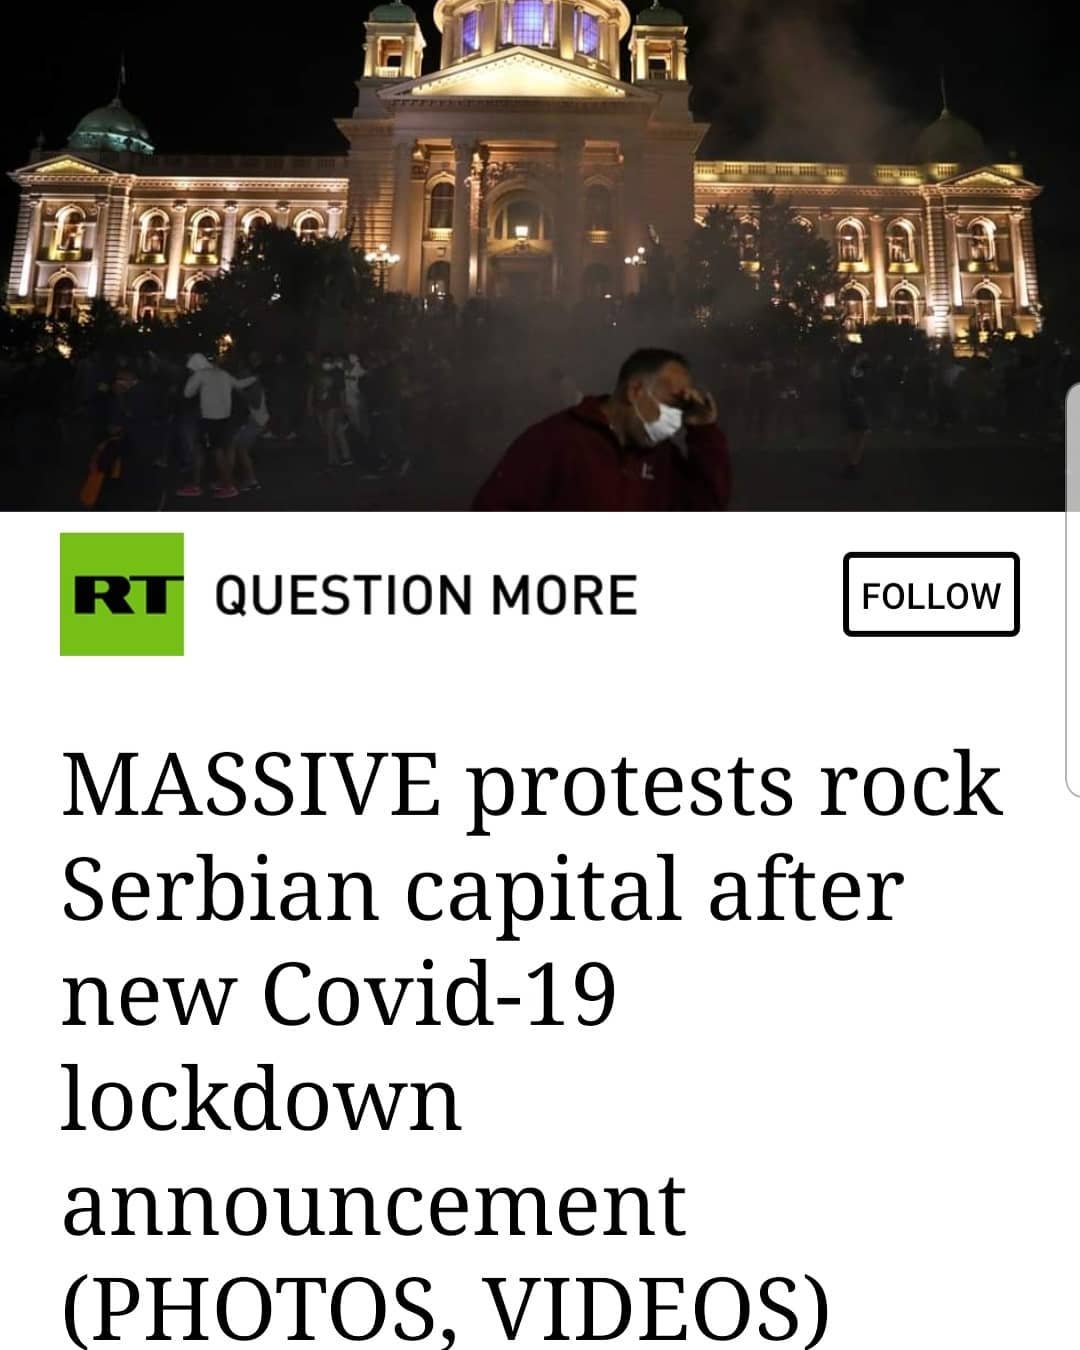 RT QUESTION MORE
FOLLOW
MASSIVE protests rock
Serbian capital after
new Covid-19
lockdown
announcement
(PHOTOS, VIDEOS)